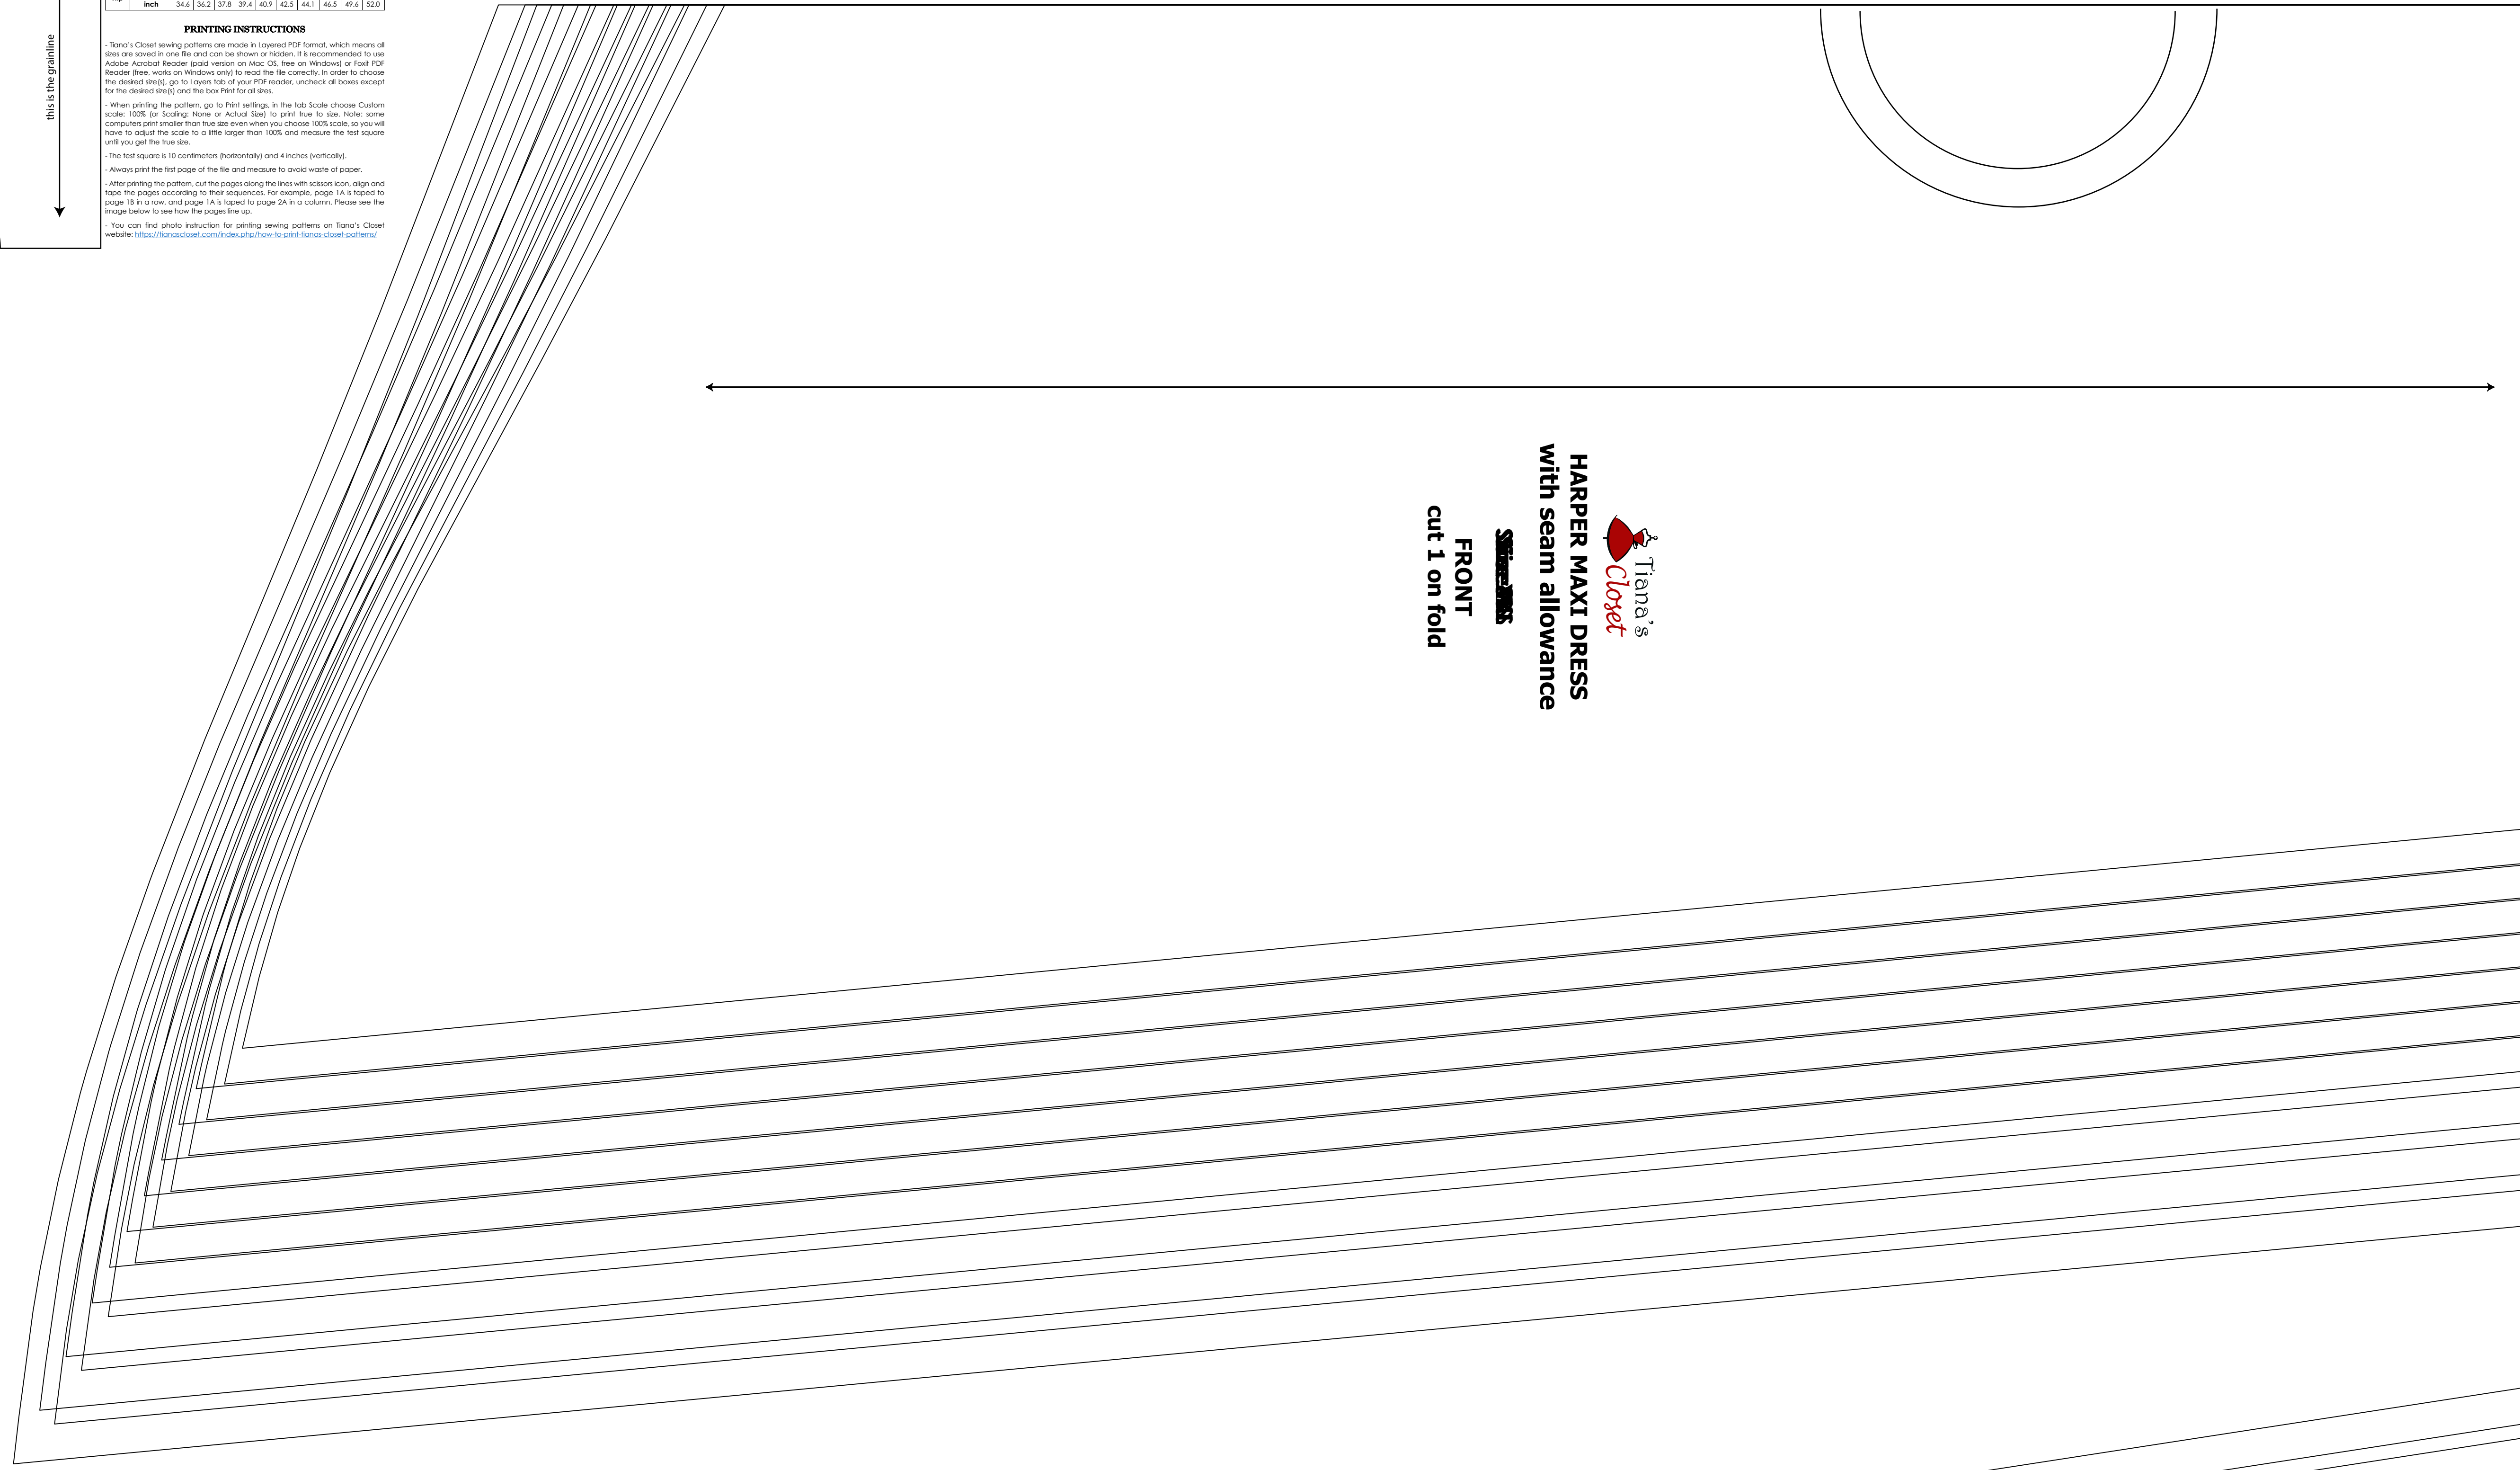 inch 34.6 36.2 37.8 39.4 40.9 42.5 44.1 46.5 49.6 52.0
PRINTING INSTRUCTIONS
- Tiana's Closet sewing patterns are made in Layered PDF format, which means all
sizes are saved in one file and can be shown or hidden. It is recommended to use
Adobe Acrobat Reader (paid version on Mac OS, free on Windows) or Foxit PDF
Reader (free, works on Windows only) to read the file correctly. In order to choose
the desired size(s), go to Layers tab of your PDF reader, uncheck all boxes except
for the desired size(s) and the box Print for all sizes.
- When printing the pattern, go to Print settings, in the tab Scale choose Custom
scale: 100% (or Scaling: None or Actual Size) to print true to size. Note: some
computers print smaller than true size even when you choose 100% scale, so you will
have to adjust the scale to a little larger than 100% and measure the test square
until you get the true size.
- The test square is 10 centimeters (horizontally) and 4 inches (vertically).
- Always print the first page of the file and measure to avoid waste of paper.
- After printing the pattern, cut the pages along the lines with scissors icon, align and
tape the pages according to their sequences. For example, page 1A is taped to
page 1B in a row, and page 1A is taped to page 2A in a column. Please see the
image below to see how the pages line up.
- You can find photo instruction for printing sewing patterns on Tiana's Closet
website: https://tianascloset.com/index.php/how-to-print-tianas-closet-patterns/
this is the grainline
Tiana's
Closet
HARPER MAXI DRESS
with seam allowance
FRONT
cut 1 on fold